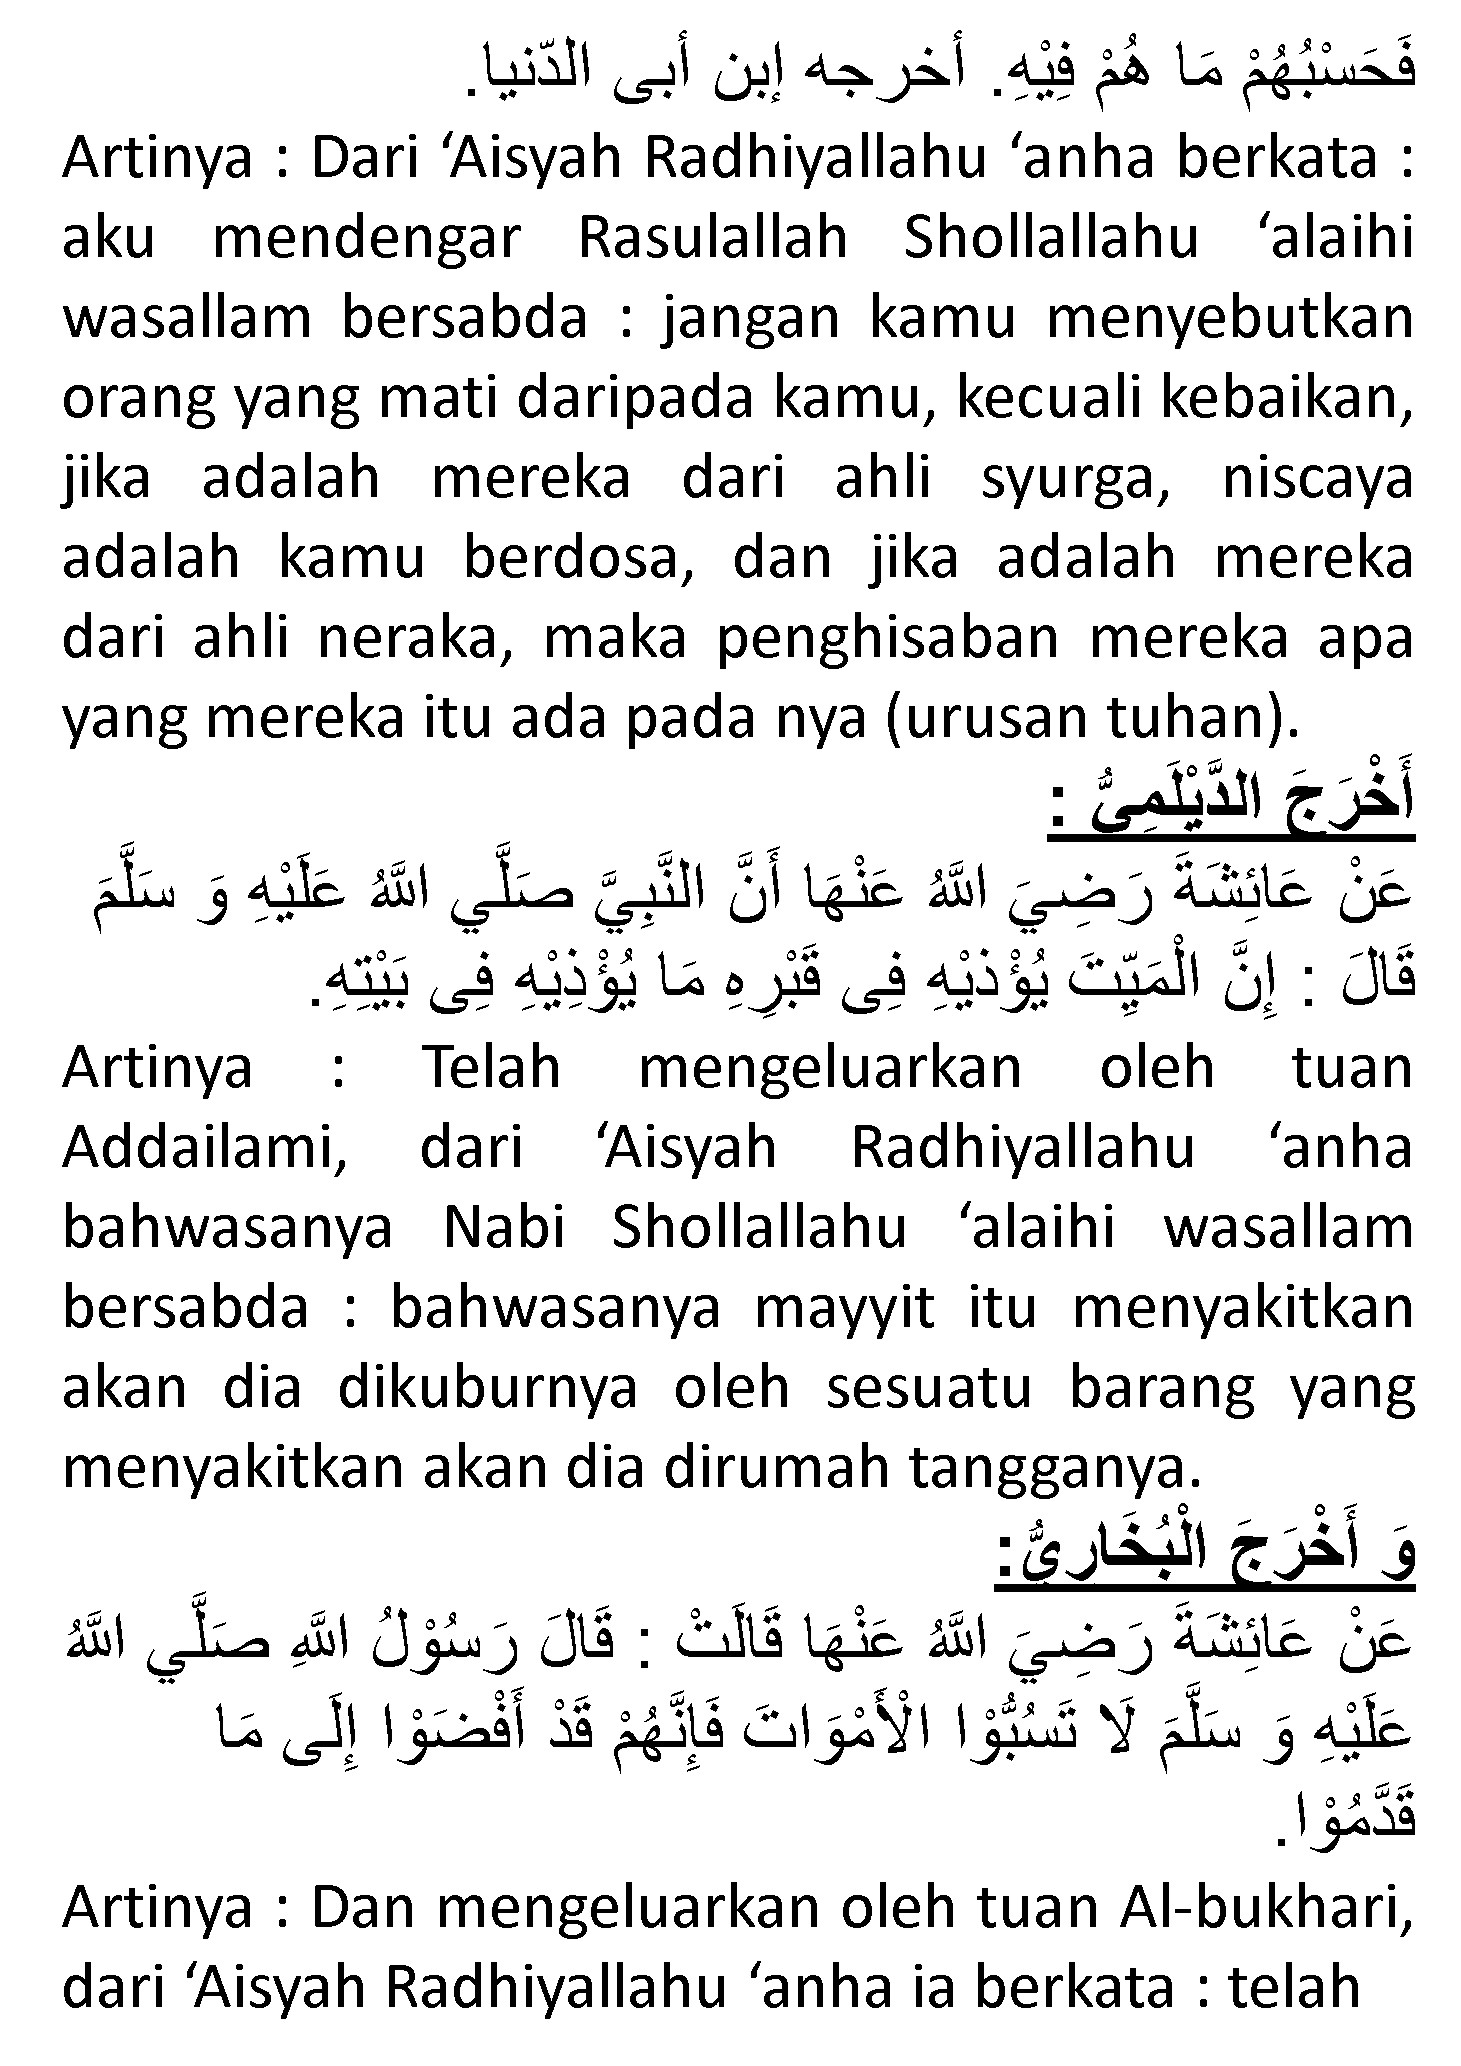 فَحَسْبُهُمْ مَا هُمْ فِيْهِ. أخرجه إبن أبى الدّنيا.
Artinya : Dari ‘Aisyah Radhiyallahu ‘anha berkata :
aku mendengar Rasulallah Shollallahu ‘alaihi
wasallam bersabda : jangan kamu menyebutkan
orang yang mati daripada kamu, kecuali kebaikan,
jika adalah mereka dari ahli syurga, niscaya
adalah kamu berdosa, dan jika adalah mereka
dari ahli neraka, maka penghisaban mereka apa
yang mereka itu ada pada nya (urusan tuhan).
أَخْرَجَ الدَّيْلَمِىُّ :
عَنْ عَائِشَةَ رَضِيَ اللَّهُ عَنْهَا أَنَّ النَّبِيَّ صَلَّي اللَّهُ عَلَيْهِ وَ سَلَّمَ
قَالَ : إِنَّ الْمَيِّتَ يُؤْذيْهِ فِى قَبْرِهِ مَا يُؤْذِيْهِ فِى بَيْتِهِ.
Artinya : Telah mengeluarkan oleh tuan
Addailami, dari ‘Aisyah Radhiyallahu ‘anha
bahwasanya Nabi Shollallahu ‘alaihi wasallam
bersabda : bahwasanya mayyit itu menyakitkan
akan dia dikuburnya oleh sesuatu barang yang
menyakitkan akan dia dirumah tangganya.
وَ أَخْرَجَ الْبُخَارِيُّ:
عَنْ عَائِشَةَ رَضِيَ اللَّهُ عَنْهَا قَالَتْ : قَالَ رَسُوْلُ اللَّهِ صَلَّي اللَّهُ
عَلَيْهِ وَ سَلَّمَ لَا تَسُبُّوْا الْأَمْوَاتَ فَإِنَّهُمْ قَدْ أَفْضَوْا إِلَى مَا
قَدَّمُوْا.
Artinya : Dan mengeluarkan oleh tuan Al-bukhari,
dari ‘Aisyah Radhiyallahu ‘anha ia berkata : telah